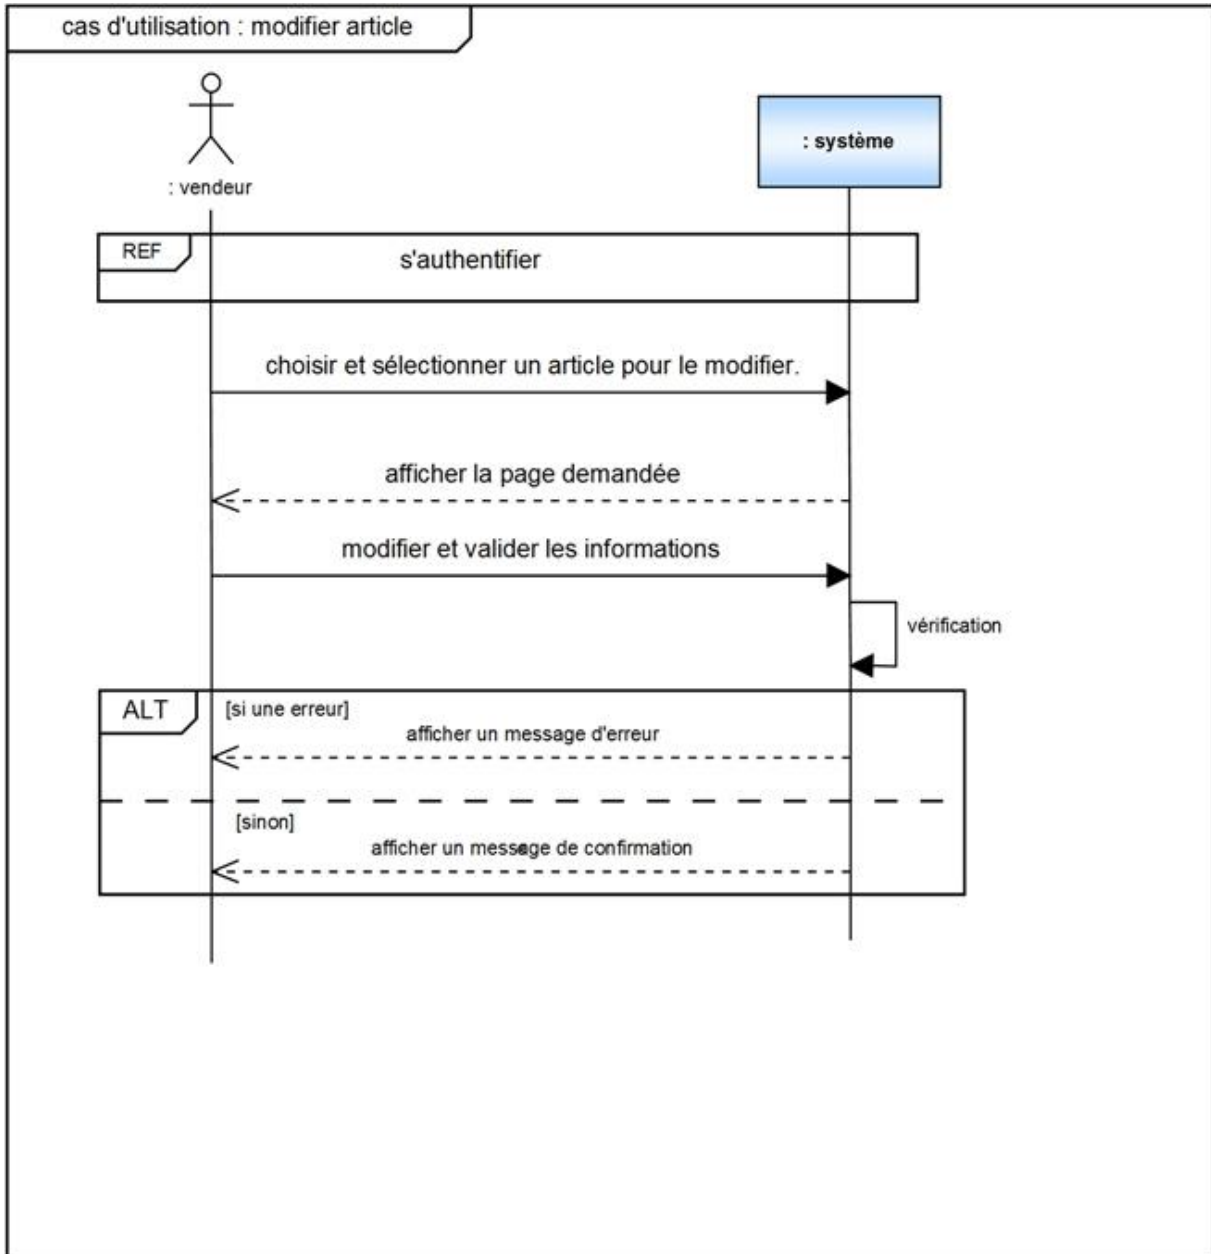 cas d'utilisation : modifier article
: vendeur
: système
REF
s'authentifier
choisir et sélectionner un article pour le modifier.
afficher la page demandée
modifier et valider les informations
vérification
ALT
[si une erreur]
afficher un message d'erreur
[sinon]
afficher un message de confirmation